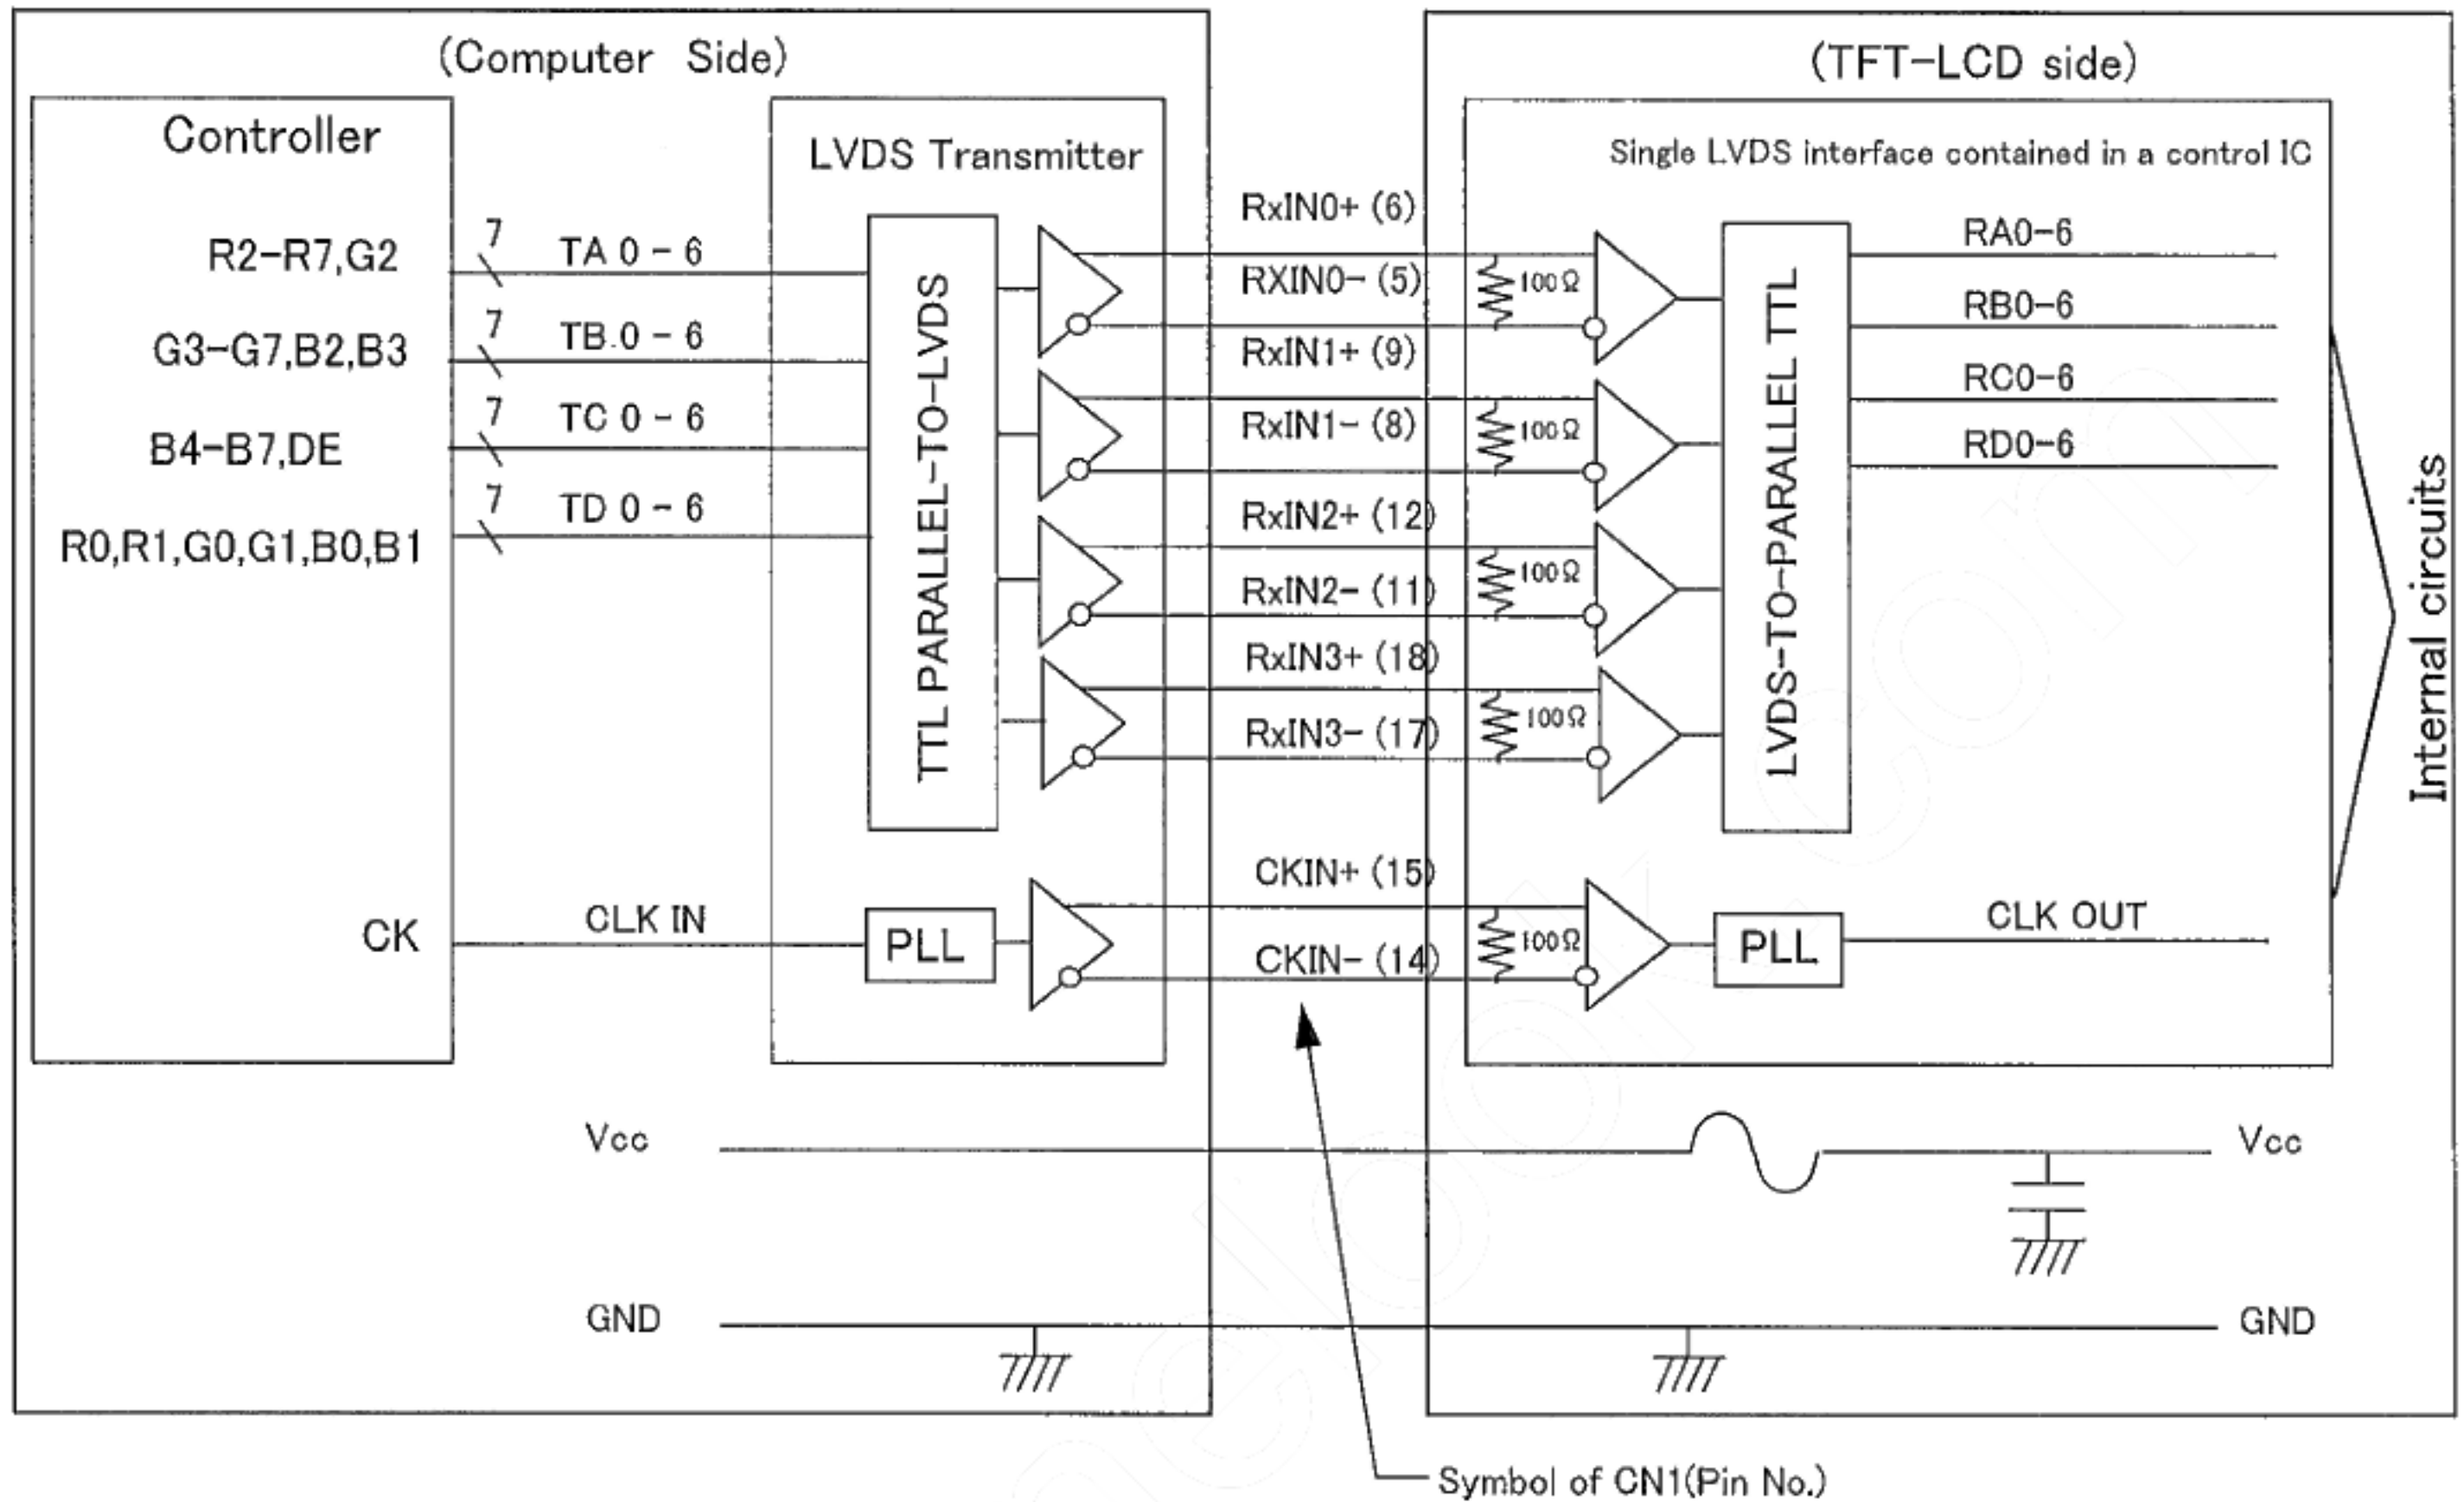 (Computer Side)
(TFT-LCD side)
Controller
LVDS Transmitter
Single LVDS interface contained in a control IC
R2-R7,G2
7
TA 0 - 6
G3-G7,B2,B3
7
TB 0 - 6
B4-B7,DE
7
TC 0 - 6
R0,R1,G0,G1,B0,B1
7
TD 0 - 6
CK
CLK IN
TTL PARALLEL-TO-LVDS
PLL
RxIN0+ (6)
RXIN0- (5)
RxIN1+ (9)
RxIN1- (8)
RxIN2+ (12)
RxIN2- (11)
RxIN3+ (18)
RxIN3- (17)
CKIN+ (15)
CKIN- (14)
100Ω
100Ω
100Ω
100Ω
100Ω
LVDS-TO-PARALLEL TTL
PLL
RA0-6
RB0-6
RC0-6
RD0-6
CLK OUT
Internal circuits
Vcc
Vcc
GND
GND
Symbol of CN1(Pin No.)